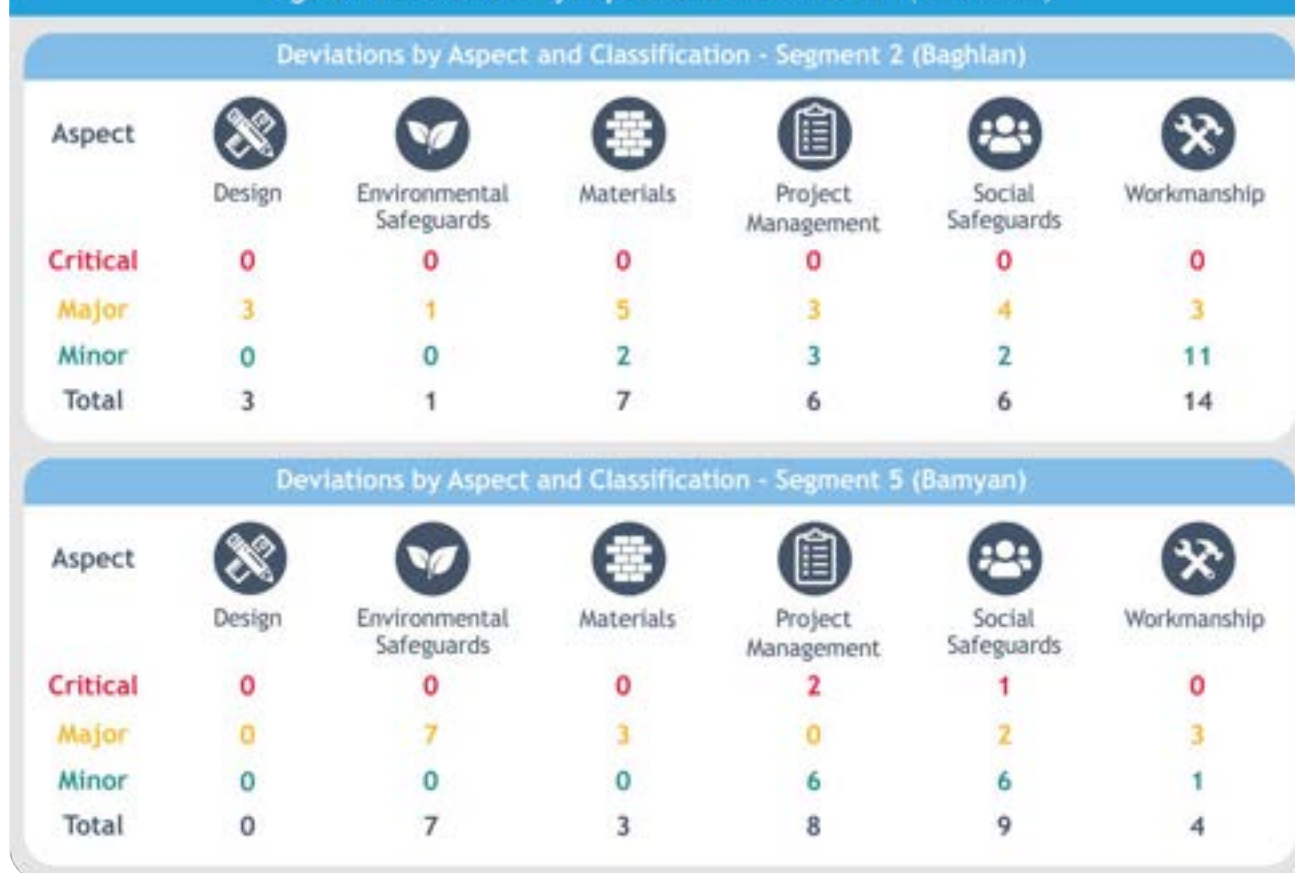 Deviations by Aspect and Classification - Segment 2 (Baghlan)
Aspect
Design Environmental Safeguards Materials Project Management Social Safeguards Workmanship
Critical 0 0 0 0 0 0
Major 3 1 5 3 4 3
Minor 0 0 2 3 2 11
Total 3 1 7 6 6 14
Deviations by Aspect and Classification - Segment 5 (Bamyan)
Aspect
Design Environmental Safeguards Materials Project Management Social Safeguards Workmanship
Critical 0 0 0 2 1 0
Major 0 7 3 0 2 3
Minor 0 0 0 6 6 1
Total 0 7 3 8 9 4